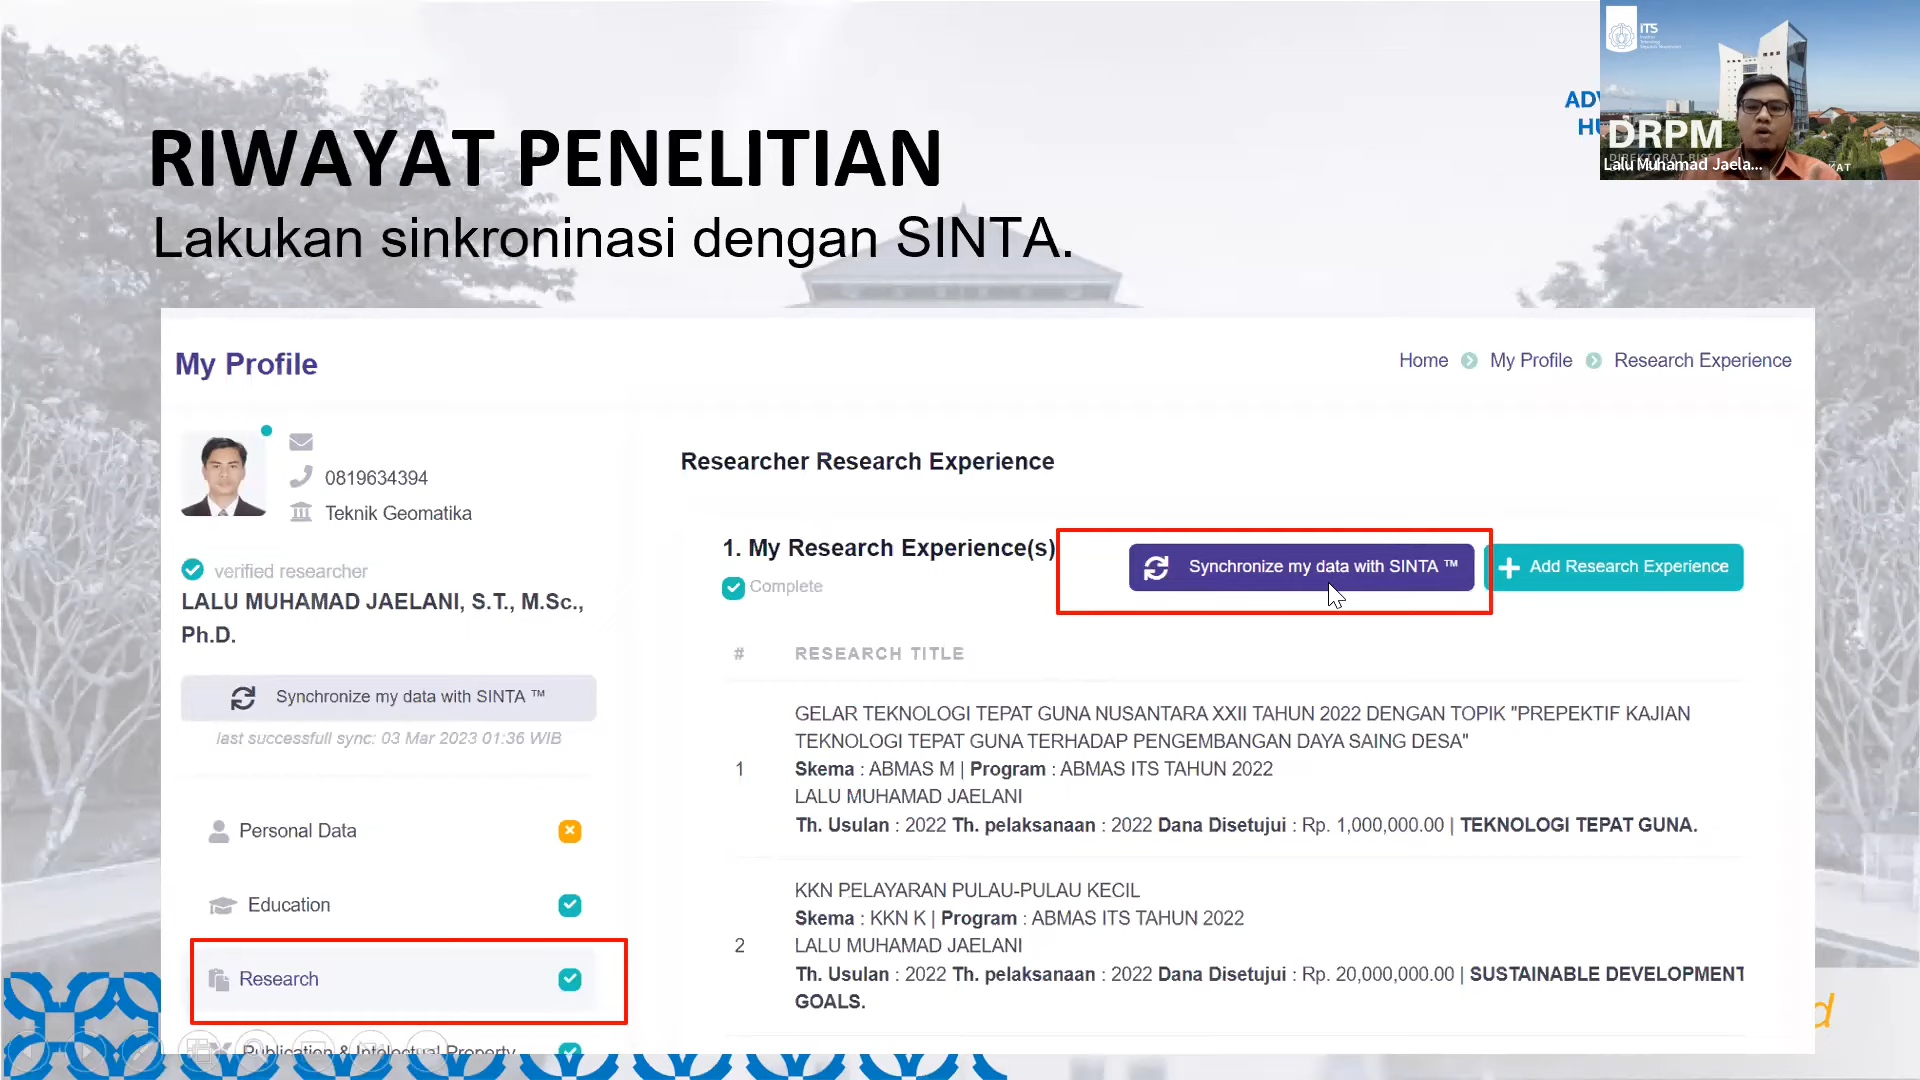 RIWAYAT PENELITIAN
Lakukan sinkroninasi dengan SINTA.
ITS
DRPM
Lalu Muhamad Jaela...
My Profile
Home My Profile Research Experience
0819634394
Teknik Geomatika
verified researcher
LALU MUHAMAD JAELANI, S.T., M.Sc.,
Ph.D.
Synchronize my data with SINTA ™
last successfull sync: 03 Mar 2023 01:36 WIB
Personal Data
Education
Research
Publication & Intelectual Property
Researcher Research Experience
1. My Research Experience(s)
Complete
Synchronize my data with SINTA ™
Add Research Experience
# RESEARCH TITLE
GELAR TEKNOLOGI TEPAT GUNA NUSANTARA XXII TAHUN 2022 DENGAN TOPIK "PREPEKTIF KAJIAN
TEKNOLOGI TEPAT GUNA TERHADAP PENGEMBANGAN DAYA SAING DESA"
1 Skema : ABMAS M | Program : ABMAS ITS TAHUN 2022
LALU MUHAMAD JAELANI
Th. Usulan : 2022 Th. pelaksanaan : 2022 Dana Disetujui : Rp. 1,000,000.00 | TEKNOLOGI TEPAT GUNA.
KKN PELAYARAN PULAU-PULAU KECIL
Skema : KKN K | Program : ABMAS ITS TAHUN 2022
2 LALU MUHAMAD JAELANI
Th. Usulan : 2022 Th. pelaksanaan : 2022 Dana Disetujui : Rp. 20,000,000.00 | SUSTAINABLE DEVELOPMENT
GOALS.